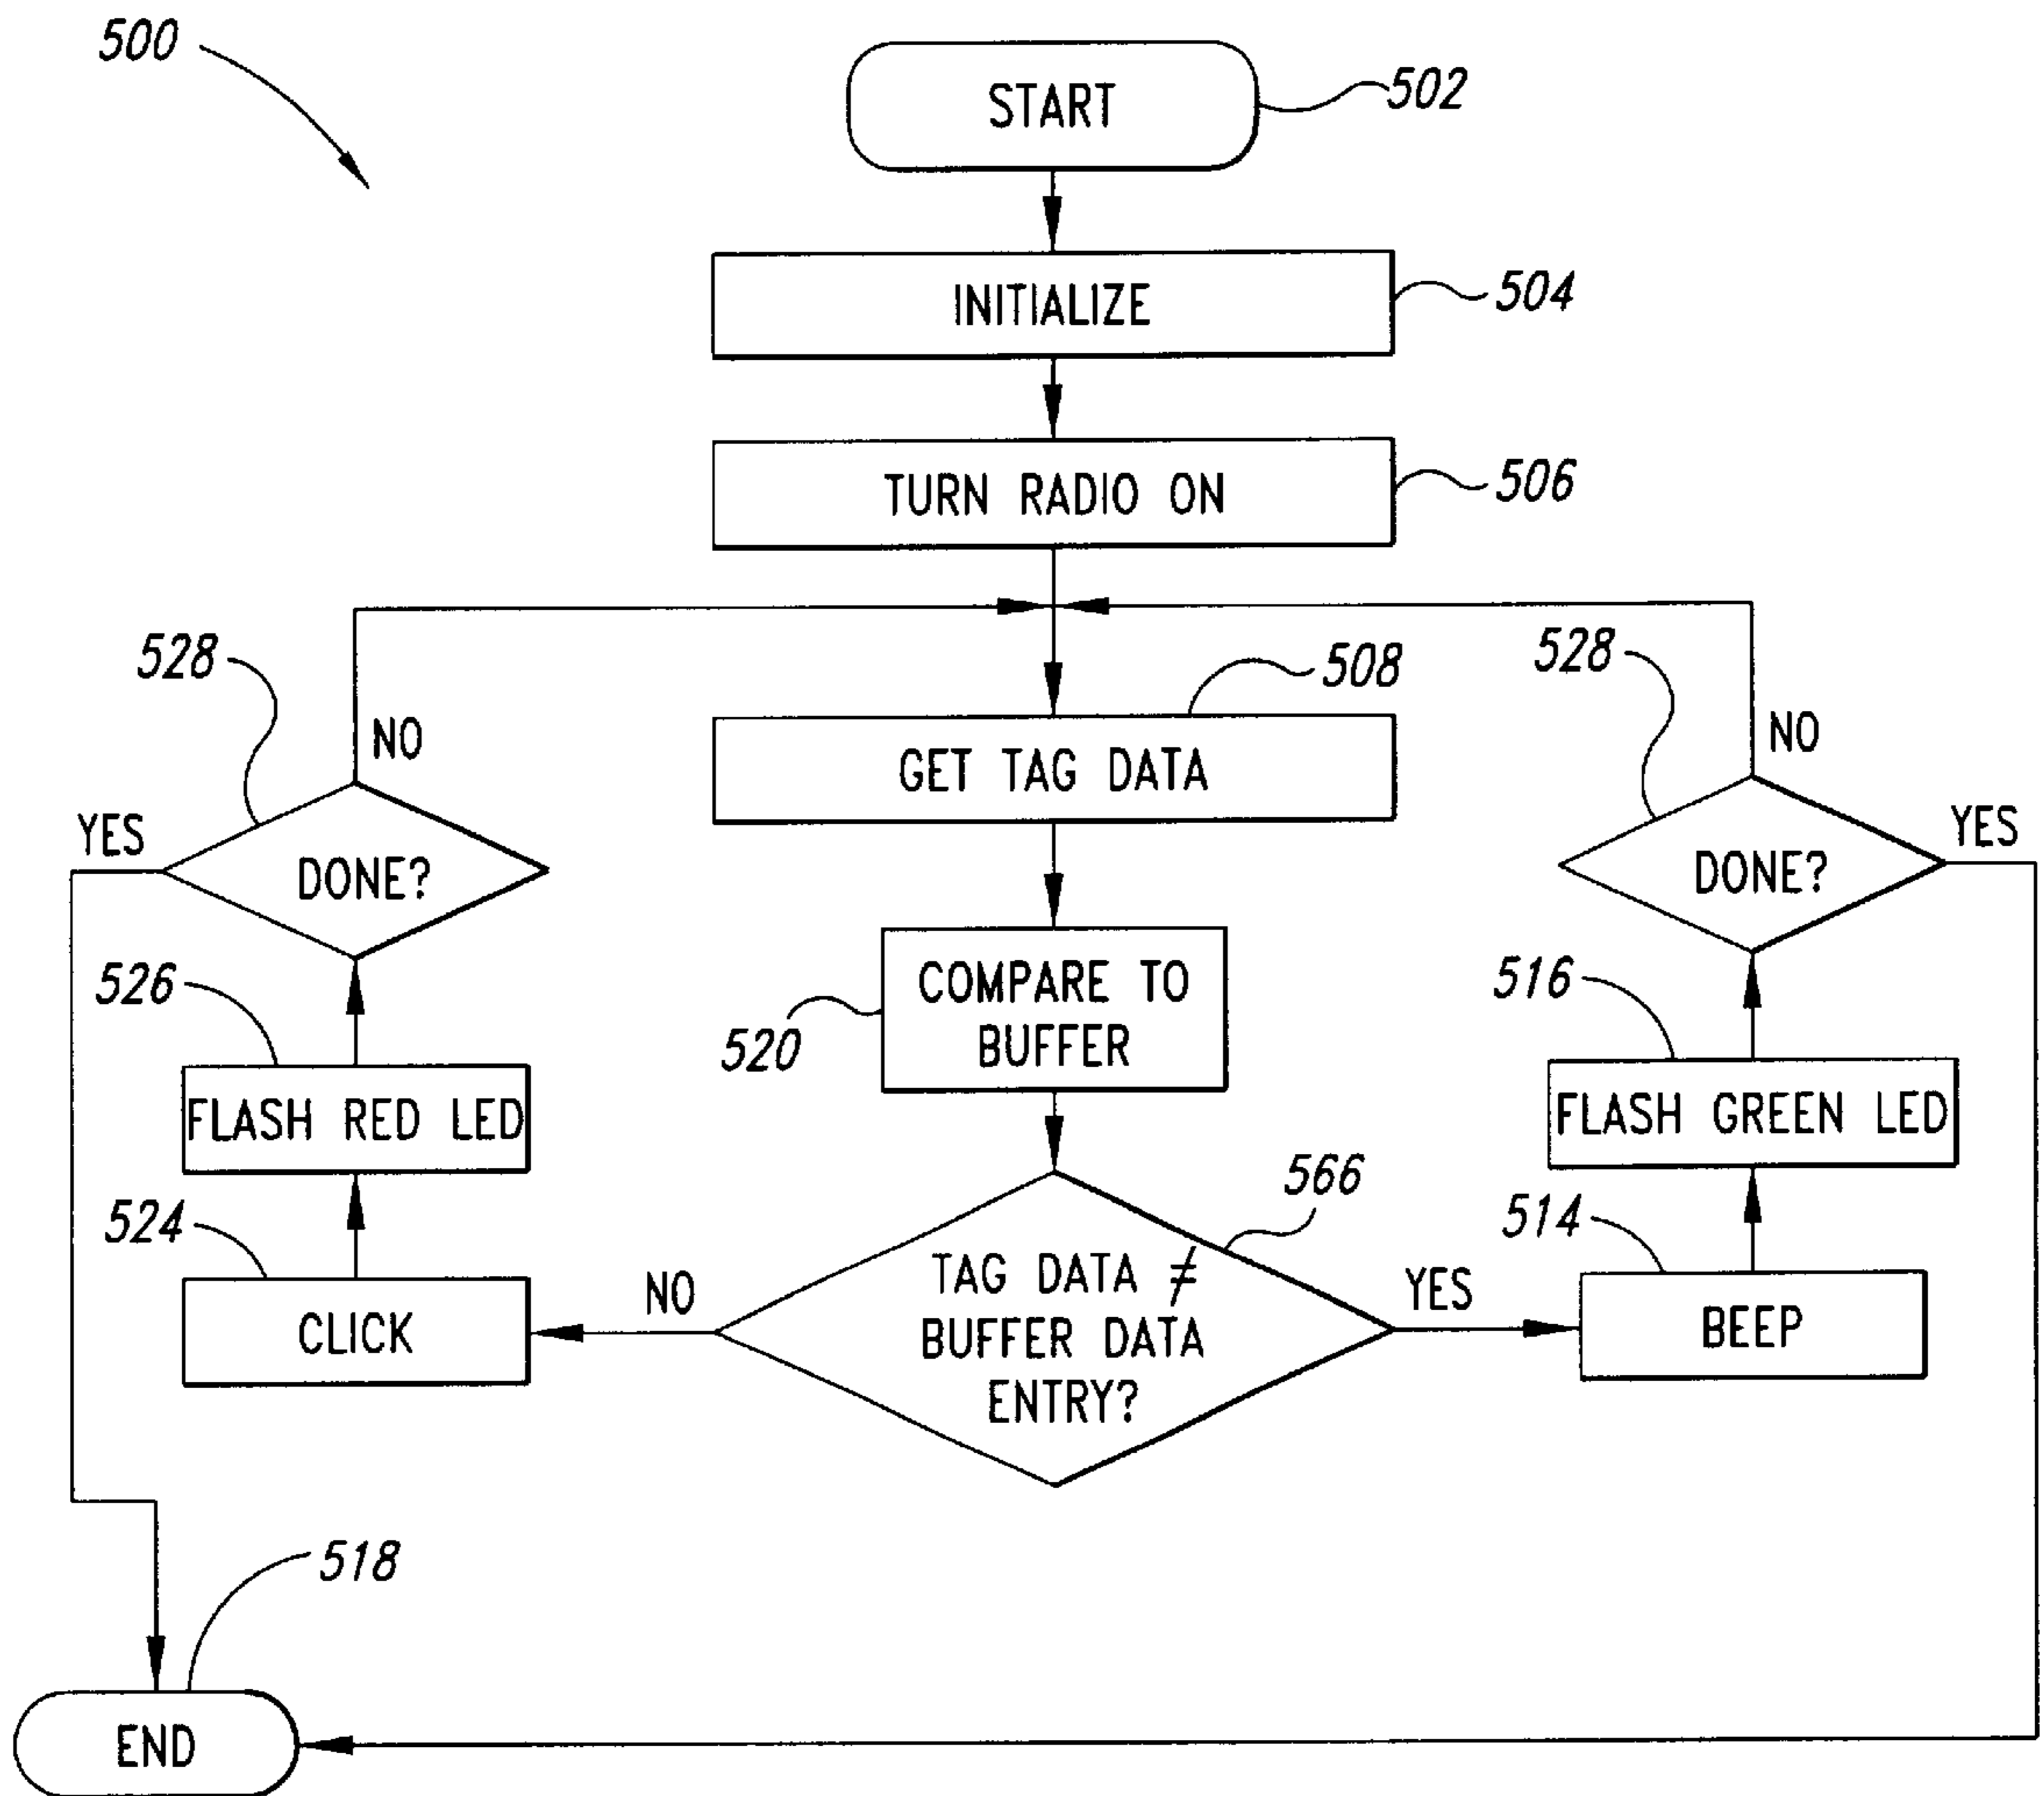 500
START
502
INITIALIZE
504
TURN RADIO ON
506
528
NO
YES
DONE?
508
GET TAG DATA
528
NO
YES
DONE?
526
FLASH RED LED
520
COMPARE TO
BUFFER
516
FLASH GREEN LED
524
CLICK
NO
566
TAG DATA ≠
BUFFER DATA
ENTRY?
YES
514
BEEP
518
END